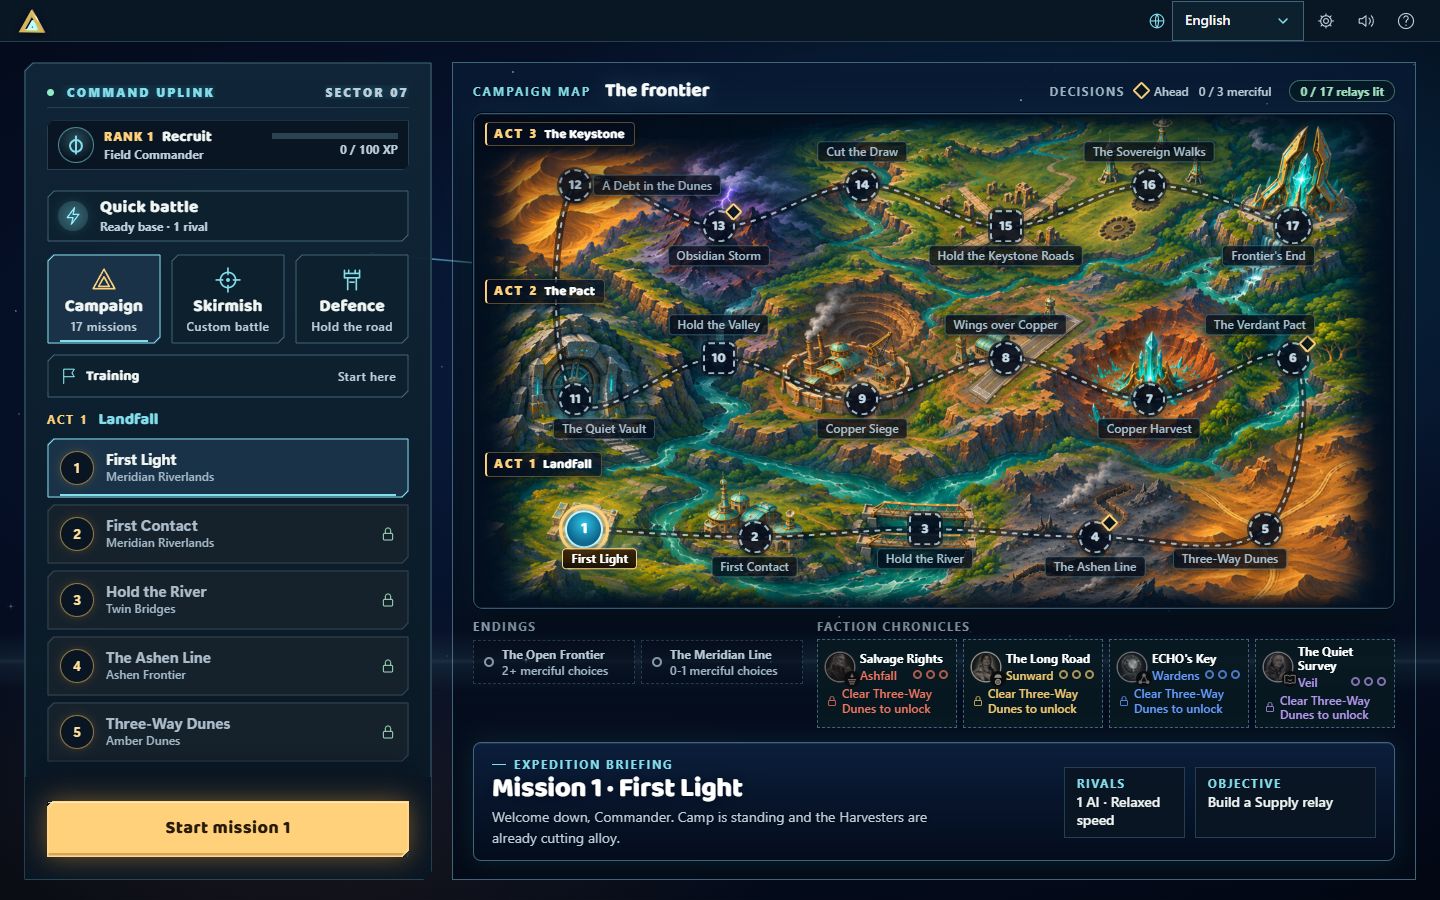 English
COMMAND UPLINK
SECTOR 07
RANK 1 Recruit
Field Commander
0 / 100 XP
Quick battle
Ready base · 1 rival
Campaign
17 missions
Skirmish
Custom battle
Defence
Hold the road
Training
Start here
ACT 1 Landfall
1
First Light
Meridian Riverlands
2
First Contact
Meridian Riverlands
3
Hold the River
Twin Bridges
4
The Ashen Line
Ashen Frontier
5
Three-Way Dunes
Amber Dunes
Start mission 1
CAMPAIGN MAP The frontier
DECISIONS Ahead 0 / 3 merciful
0 / 17 relays lit
ACT 3 The Keystone
Cut the Draw
The Sovereign Walks
12
A Debt in the Dunes
14
16
13
15
17
Obsidian Storm
Hold the Keystone Roads
Frontier's End
ACT 2 The Pact
Hold the Valley
Wings over Copper
The Verdant Pact
10
8
6
11
9
7
The Quiet Vault
Copper Siege
Copper Harvest
ACT 1 Landfall
1
2
3
4
5
First Light
First Contact
Hold the River
The Ashen Line
Three-Way Dunes
ENDINGS
The Open Frontier
2+ merciful choices
The Meridian Line
0-1 merciful choices
FACTION CHRONICLES
Salvage Rights
Ashfall
Clear Three-Way
Dunes to unlock
The Long Road
Sunward
Clear Three-Way
Dunes to unlock
ECHO's Key
Wardens
Clear Three-Way
Dunes to unlock
The Quiet
Survey
Veil
Clear Three-Way
Dunes to unlock
— EXPEDITION BRIEFING
Mission 1 · First Light
Welcome down, Commander. Camp is standing and the Harvesters are
already cutting alloy.
RIVALS
1 AI · Relaxed
speed
OBJECTIVE
Build a Supply relay